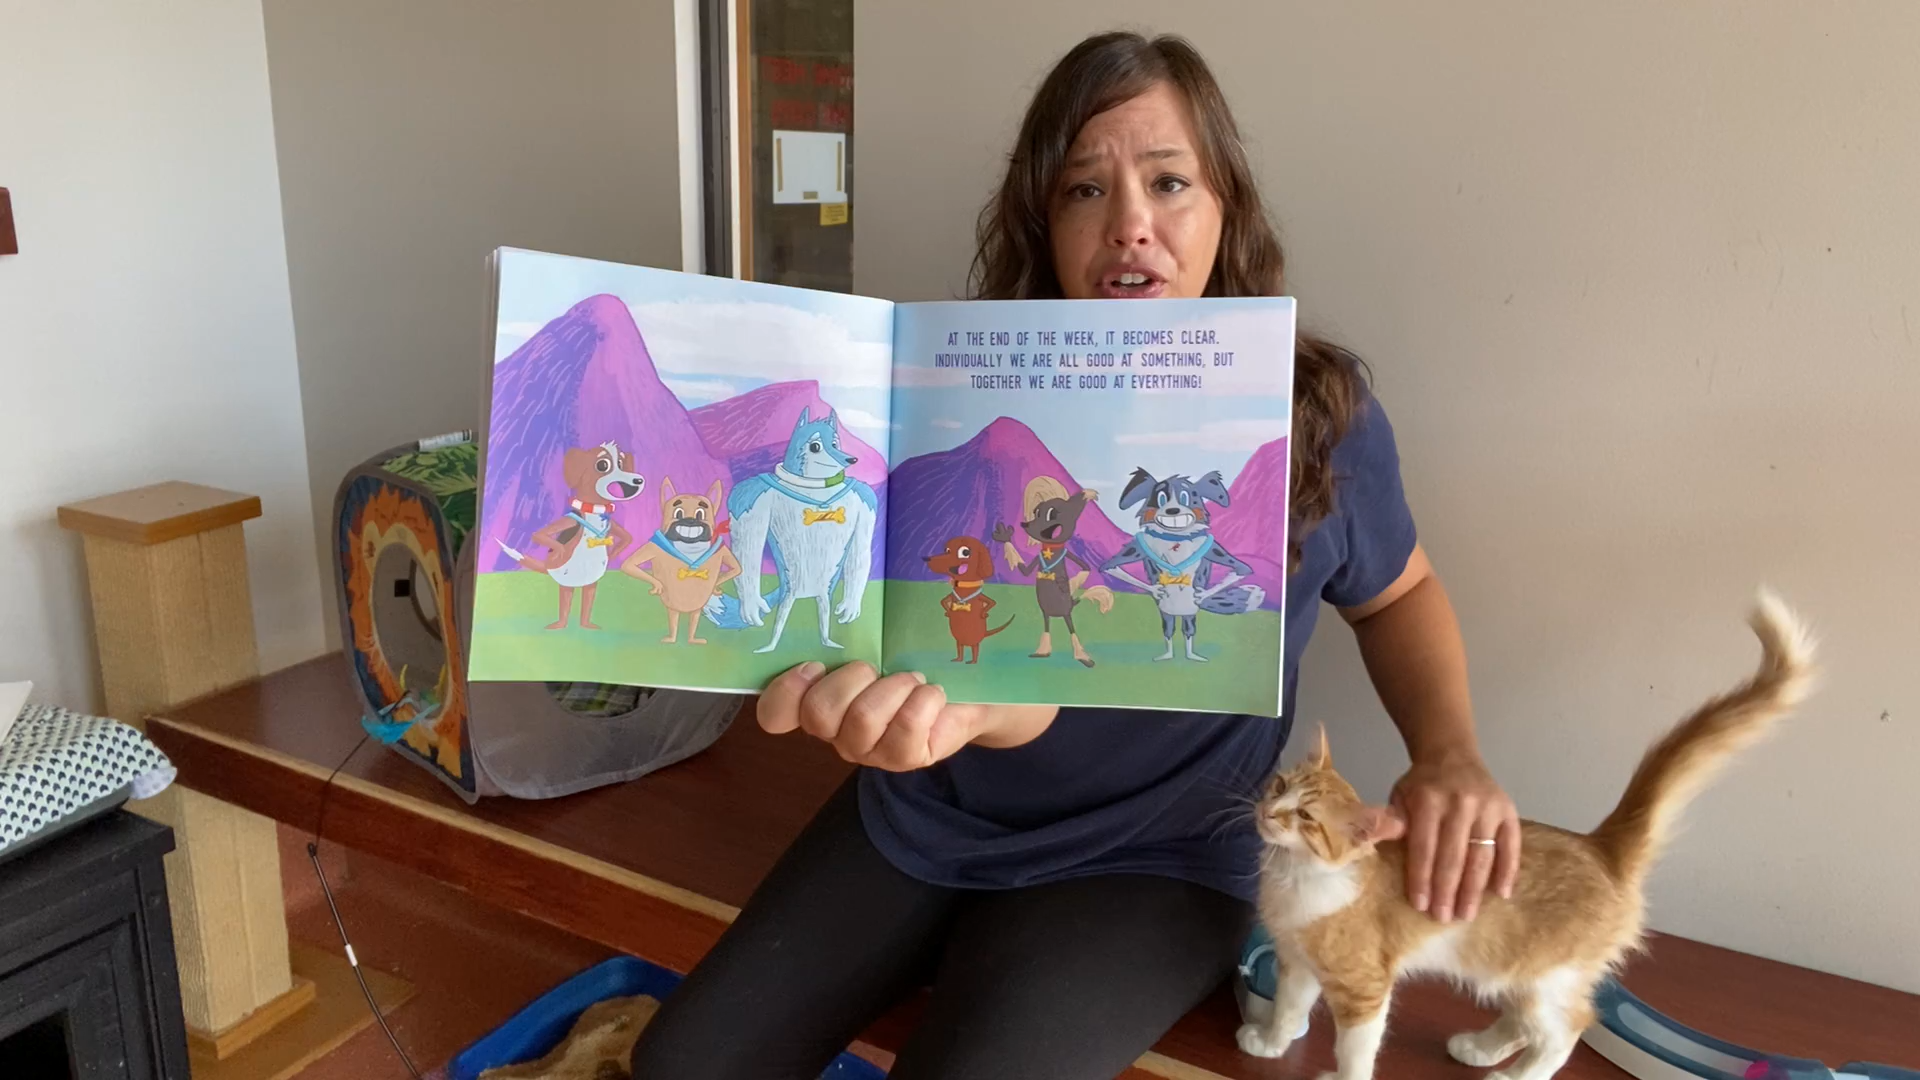 AT THE END OF THE WEEK, IT BECOMES CLEAR.
INDIVIDUALLY WE ARE ALL GOOD AT SOMETHING, BUT
TOGETHER WE ARE GOOD AT EVERYTHING!